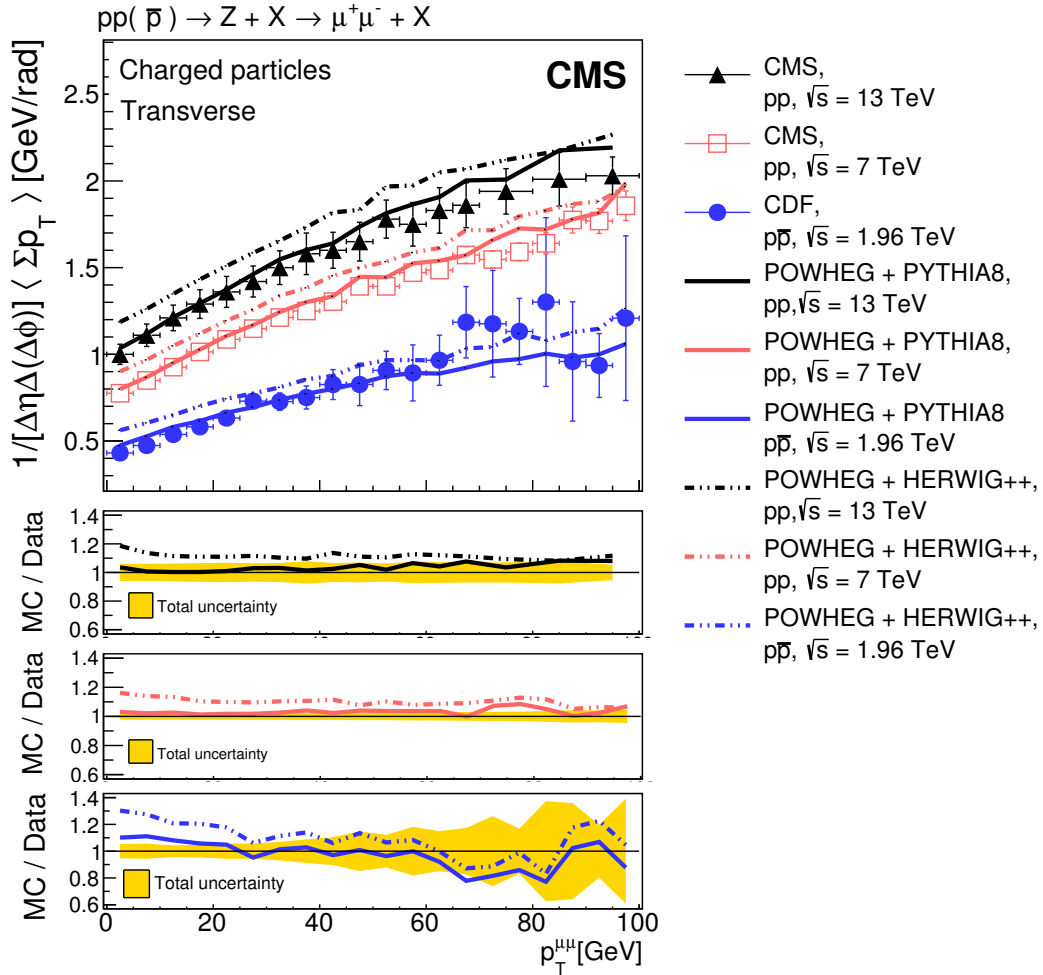 pp( p̅ ) → Z + X → μ⁺μ⁻ + X
Charged particles
CMS
Transverse
1/[ΔηΔ(Δϕ)] ⟨ Σp_T ⟩ [GeV/rad]
2.5
2
1.5
1
0.5
CMS,
pp, √s = 13 TeV
CMS,
pp, √s = 7 TeV
CDF,
pp̅, √s = 1.96 TeV
POWHEG + PYTHIA8,
pp,√s = 13 TeV
POWHEG + PYTHIA8,
pp, √s = 7 TeV
POWHEG + PYTHIA8
pp̅, √s = 1.96 TeV
POWHEG + HERWIG++,
pp,√s = 13 TeV
POWHEG + HERWIG++,
pp, √s = 7 TeV
POWHEG + HERWIG++,
pp̅, √s = 1.96 TeV
MC / Data
1.4
1.2
1
0.8
0.6
Total uncertainty
MC / Data
1.4
1.2
1
0.8
0.6
Total uncertainty
MC / Data
1.4
1.2
1
0.8
0.6
Total uncertainty
0 20 40 60 80 100
p_T^μμ[GeV]